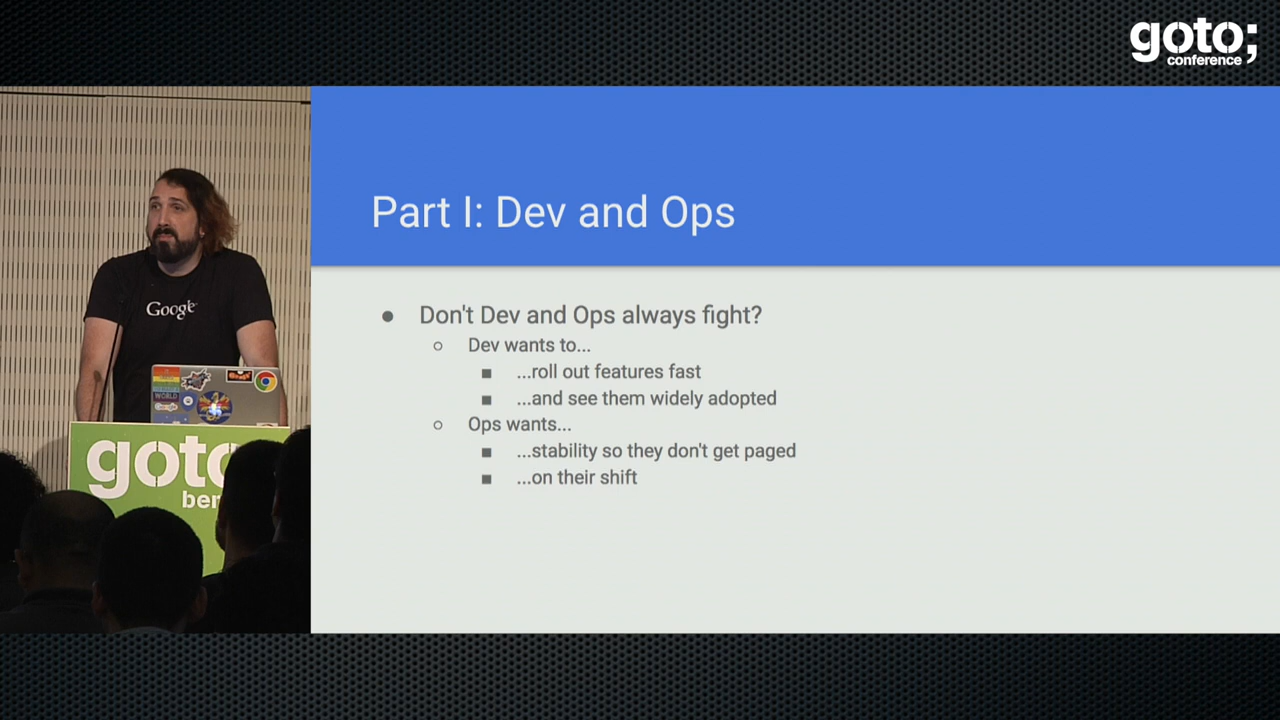 goto;
conference
Part I: Dev and Ops
Don't Dev and Ops always fight?
Dev wants to...
...roll out features fast
...and see them widely adopted
Ops wants...
...stability so they don't get paged
...on their shift
Google
WORLD
goto
ber